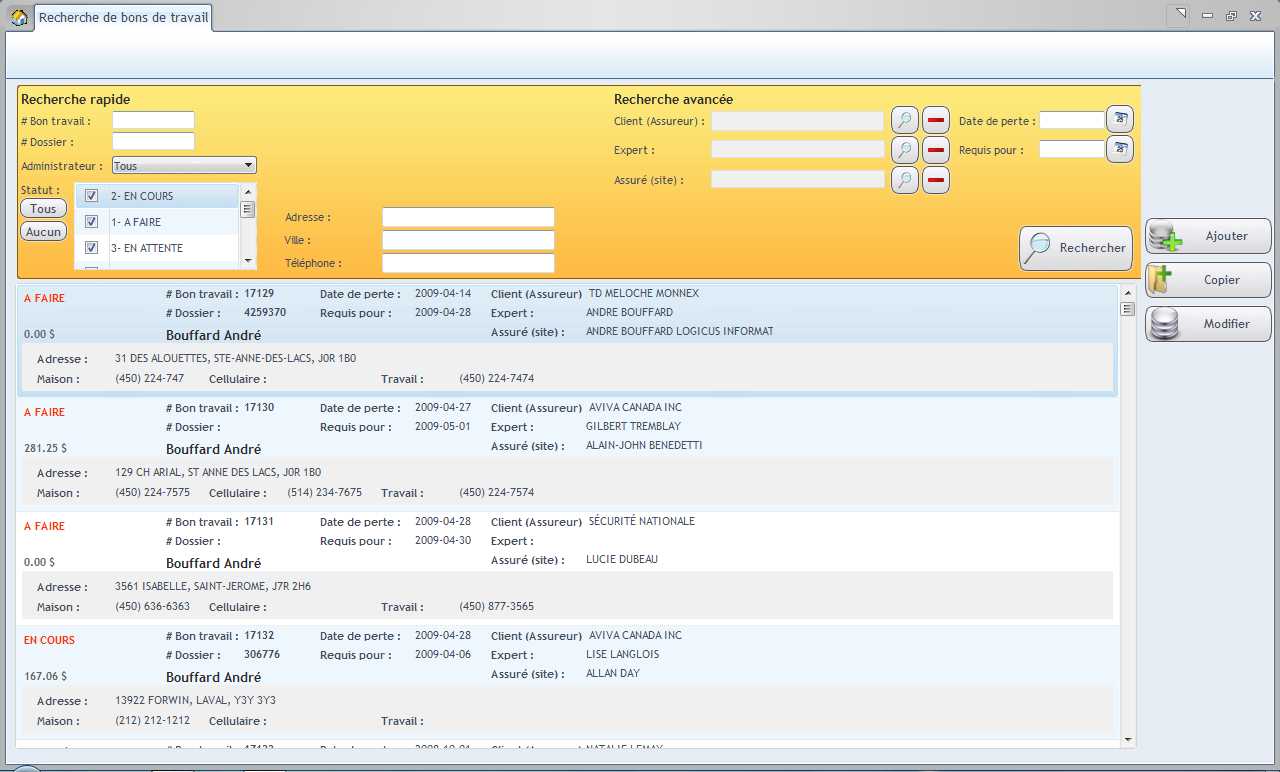 Recherche de bons de travail
Recherche rapide
# Bon travail :
# Dossier :
Administrateur : Tous
Statut :
Tous
Aucun
2- EN COURS
1- A FAIRE
3- EN ATTENTE
Adresse :
Ville :
Téléphone :
Recherche avancée
Client (Assureur) :
Expert :
Assuré (site) :
Date de perte :
Requis pour :
Rechercher
Ajouter
Copier
Modifier
A FAIRE # Bon travail : 17129 Date de perte : 2009-04-14 Client (Assureur) TD MELOCHE MONNEX
# Dossier : 4259370 Requis pour : 2009-04-28 Expert : ANDRE BOUFFARD
0.00 $ Bouffard André Assuré (site) : ANDRE BOUFFARD LOGICUS INFORMAT
Adresse : 31 DES ALOUETTES, STE-ANNE-DES-LACS, J0R 1B0
Maison : (450) 224-747 Cellulaire : Travail : (450) 224-7474
A FAIRE # Bon travail : 17130 Date de perte : 2009-04-27 Client (Assureur) AVIVA CANADA INC
# Dossier : Requis pour : 2009-05-01 Expert : GILBERT TREMBLAY
281.25 $ Bouffard André Assuré (site) : ALAIN-JOHN BENEDETTI
Adresse : 129 CH ARIAL, ST ANNE DES LACS, J0R 1B0
Maison : (450) 224-7575 Cellulaire : (514) 234-7675 Travail : (450) 224-7574
A FAIRE # Bon travail : 17131 Date de perte : 2009-04-28 Client (Assureur) SÉCURITÉ NATIONALE
# Dossier : Requis pour : 2009-04-30 Expert :
0.00 $ Bouffard André Assuré (site) : LUCIE DUBEAU
Adresse : 3561 ISABELLE, SAINT-JEROME, J7R 2H6
Maison : (450) 636-6363 Cellulaire : Travail : (450) 877-3565
EN COURS # Bon travail : 17132 Date de perte : 2009-04-28 Client (Assureur) AVIVA CANADA INC
# Dossier : 306776 Requis pour : 2009-04-06 Expert : LISE LANGLOIS
167.06 $ Bouffard André Assuré (site) : ALLAN DAY
Adresse : 13922 FORWIN, LAVAL, Y3Y 3Y3
Maison : (212) 212-1212 Cellulaire : Travail :
# Bon travail : 17133 Date de perte : Client (Assureur) NATALIE LEMAY